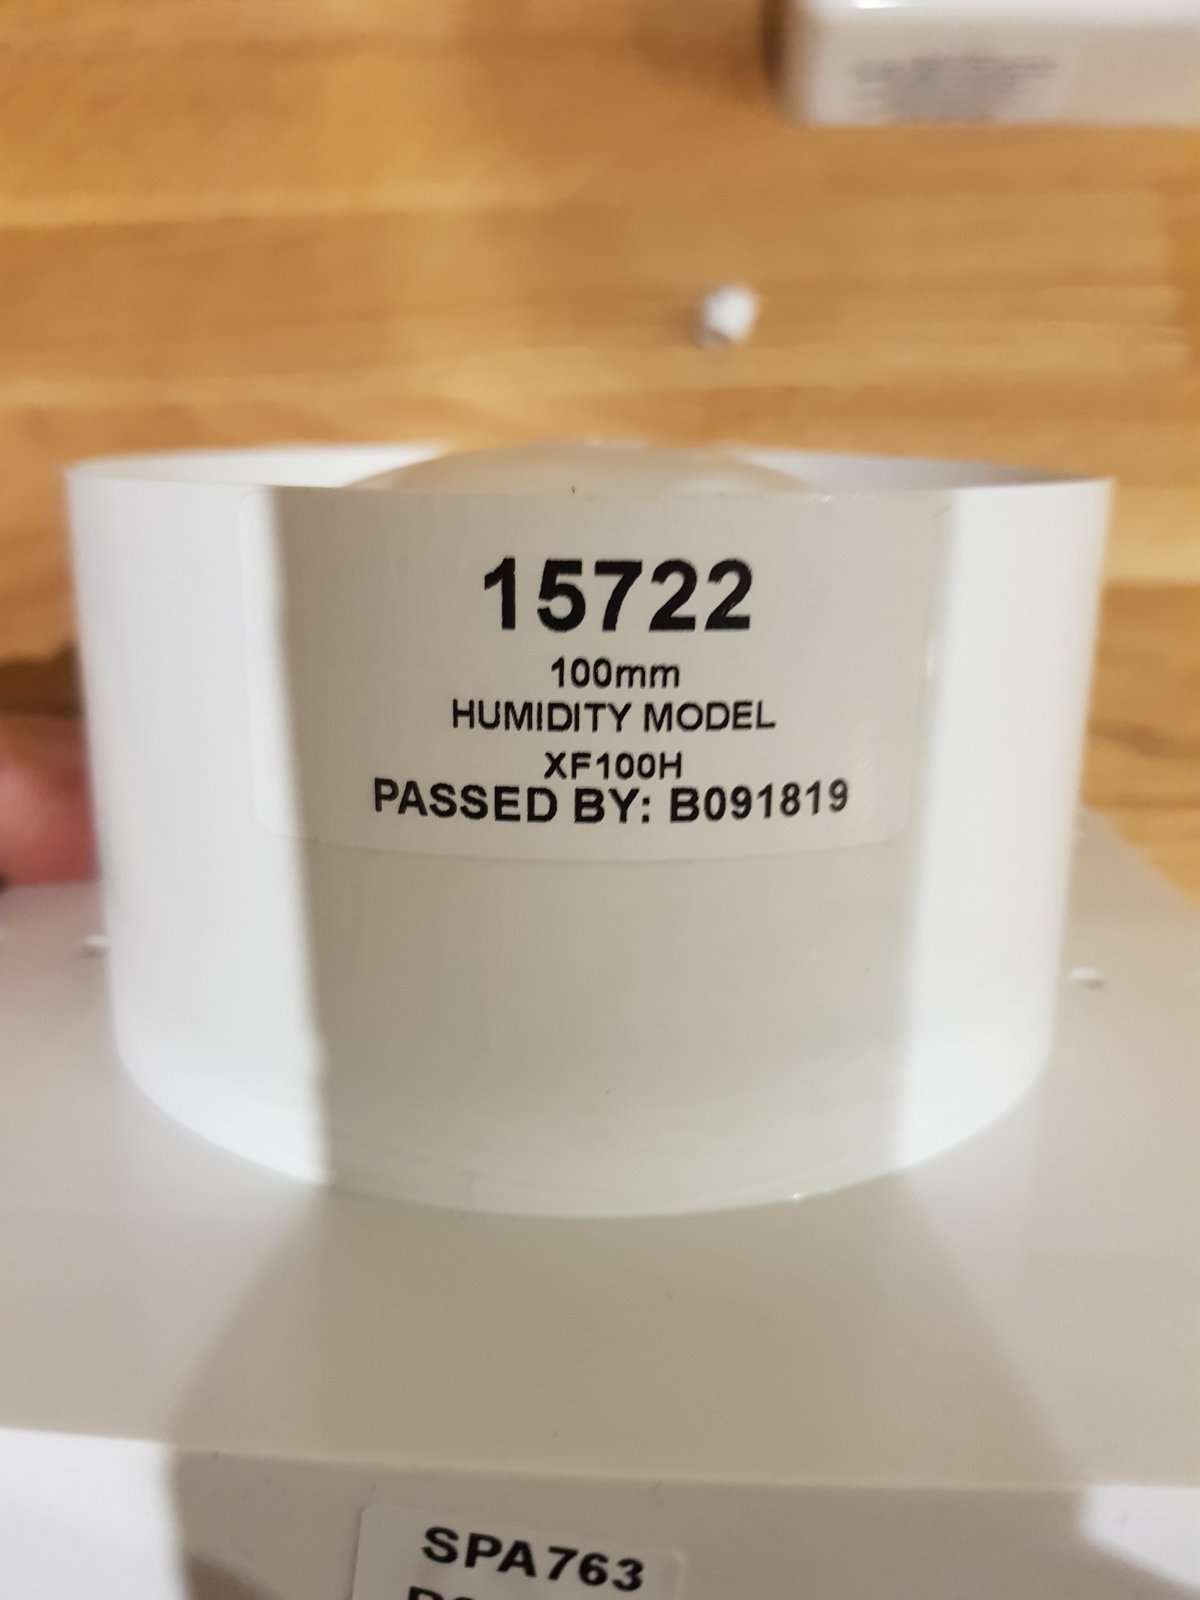 15722
100mm
HUMIDITY MODEL
XF100H
PASSED BY: B091819
SPA763